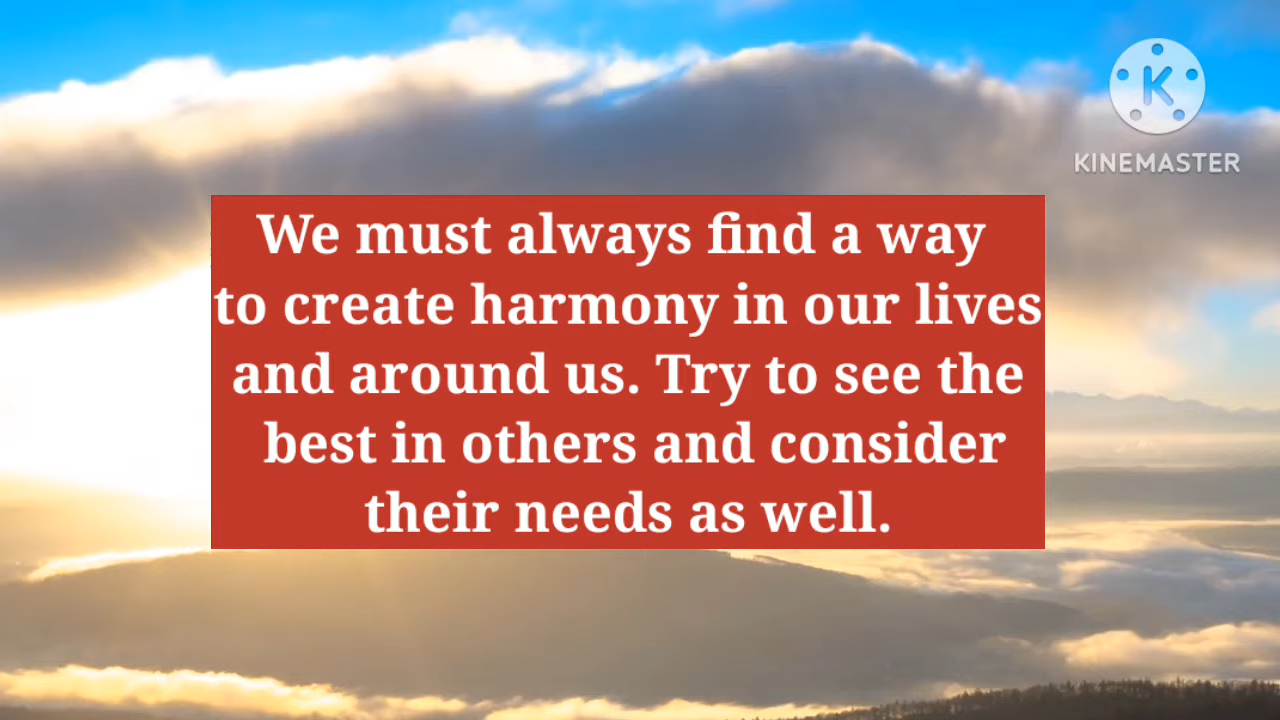 K
KINEMASTER
We must always find a way
to create harmony in our lives
and around us. Try to see the
best in others and consider
their needs as well.